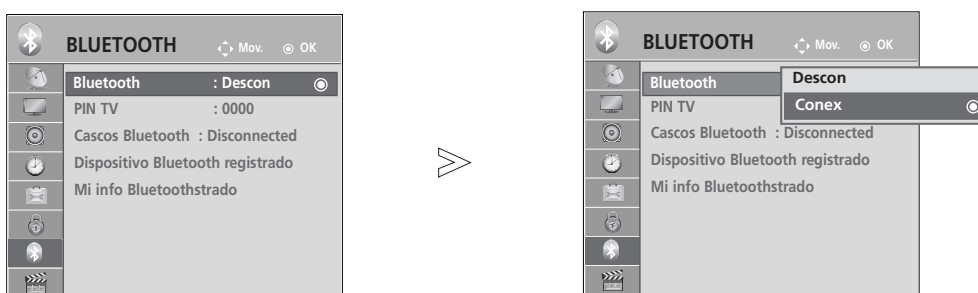 BLUETOOTH Mov. OK
Bluetooth : Descon
PIN TV : 0000
Cascos Bluetooth : Disconnected
Dispositivo Bluetooth registrado
Mi info Bluetoothstrado
BLUETOOTH Mov. OK
Bluetooth Descon
PIN TV Conex
Cascos Bluetooth : Disconnected
Dispositivo Bluetooth registrado
Mi info Bluetoothstrado